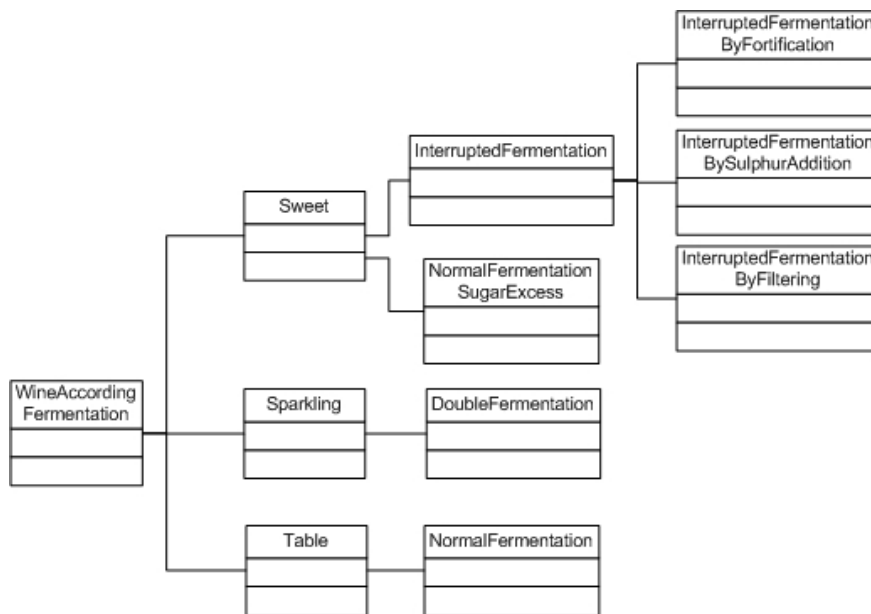 InterruptedFermentation
ByFortification
InterruptedFermentation
InterruptedFermentation
BySulphurAddition
Sweet
NormalFermentation
SugarExcess
InterruptedFermentation
ByFiltering
WineAccording
Fermentation
Sparkling
DoubleFermentation
Table
NormalFermentation